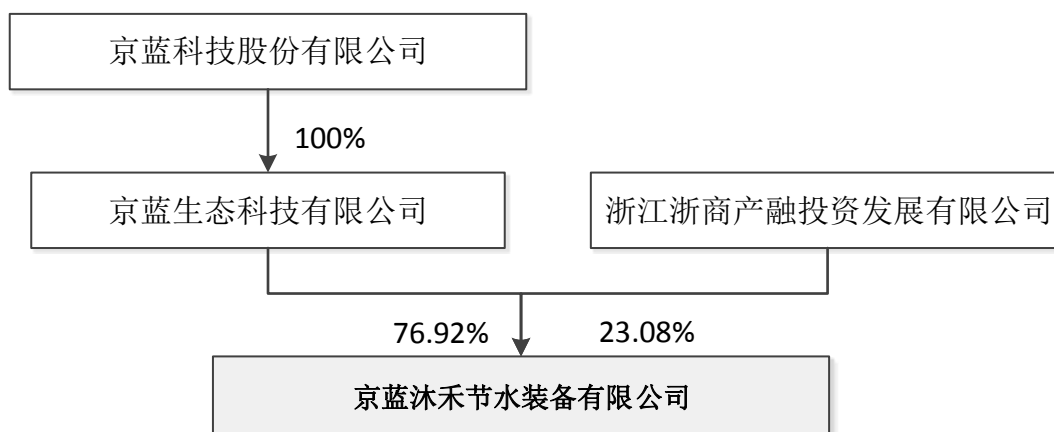 京蓝科技股份有限公司
100%
京蓝生态科技有限公司
浙江浙商产融投资发展有限公司
76.92%
23.08%
京蓝沐禾节水装备有限公司